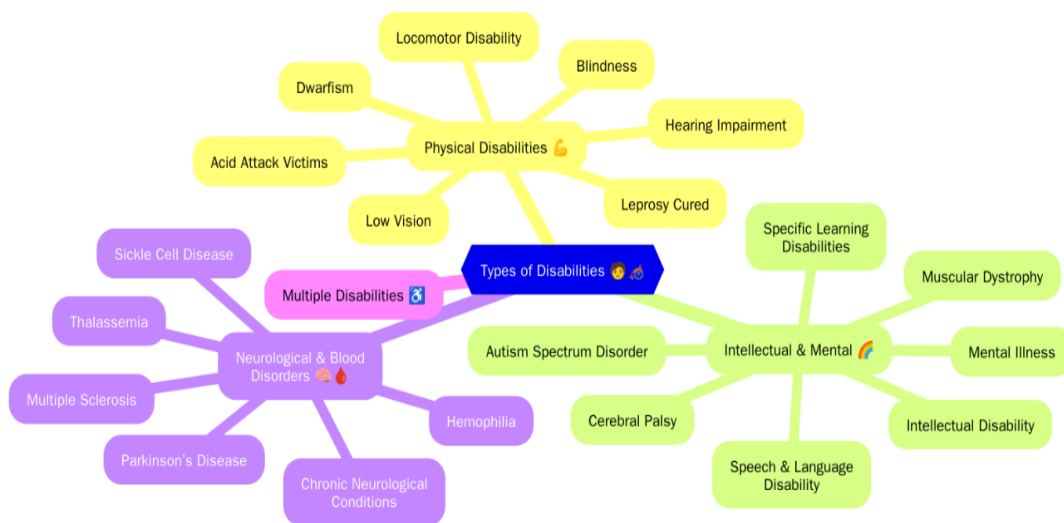 Locomotor Disability
Blindness
Dwarfism
Hearing Impairment
Physical Disabilities 💪
Acid Attack Victims
Leprosy Cured
Low Vision
Specific Learning
Disabilities
Sickle Cell Disease
Types of Disabilities 🧑 🦽
Muscular Dystrophy
Multiple Disabilities ♿
Thalassemia
Neurological & Blood
Disorders 🧠🩸
Autism Spectrum Disorder
Intellectual & Mental 🌈
Mental Illness
Multiple Sclerosis
Hemophilia
Cerebral Palsy
Intellectual Disability
Parkinson's Disease
Speech & Language
Disability
Chronic Neurological
Conditions